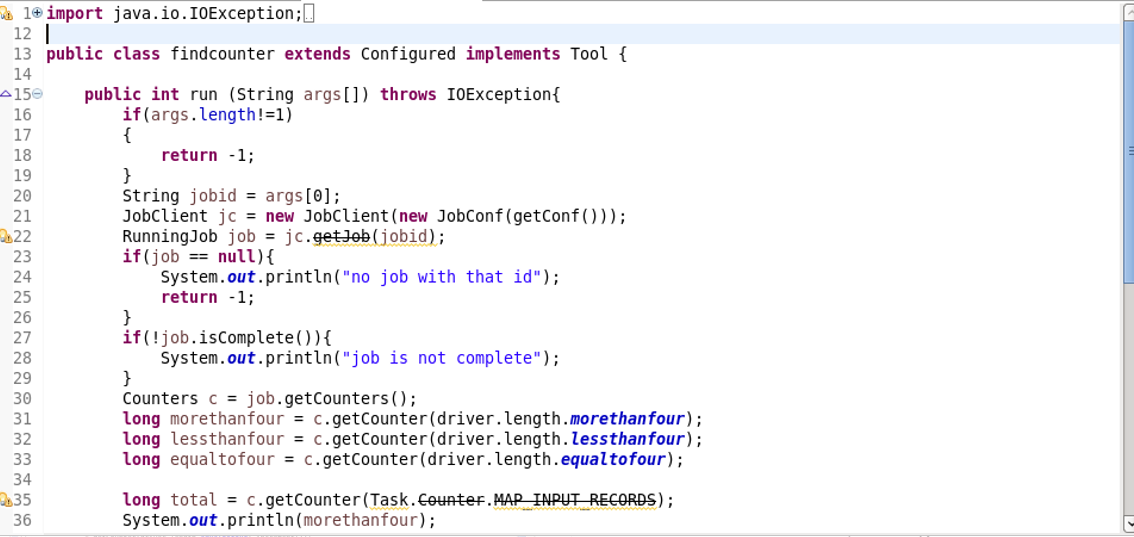 1 import java.io.IOException;
12
13 public class findcounter extends Configured implements Tool {
14
15     public int run (String args[]) throws IOException{
16         if(args.length!=1)
17         {
18             return -1;
19         }
20         String jobid = args[0];
21         JobClient jc = new JobClient(new JobConf(getConf()));
22         RunningJob job = jc.getJob(jobid);
23         if(job == null){
24             System.out.println("no job with that id");
25             return -1;
26         }
27         if(!job.isComplete()){
28             System.out.println("job is not complete");
29         }
30         Counters c = job.getCounters();
31         long morethanfour = c.getCounter(driver.length.morethanfour);
32         long lessthanfour = c.getCounter(driver.length.lessthanfour);
33         long equaltofour = c.getCounter(driver.length.equaltofour);
34
35         long total = c.getCounter(Task.Counter.MAP_INPUT_RECORDS);
36         System.out.println(morethanfour);